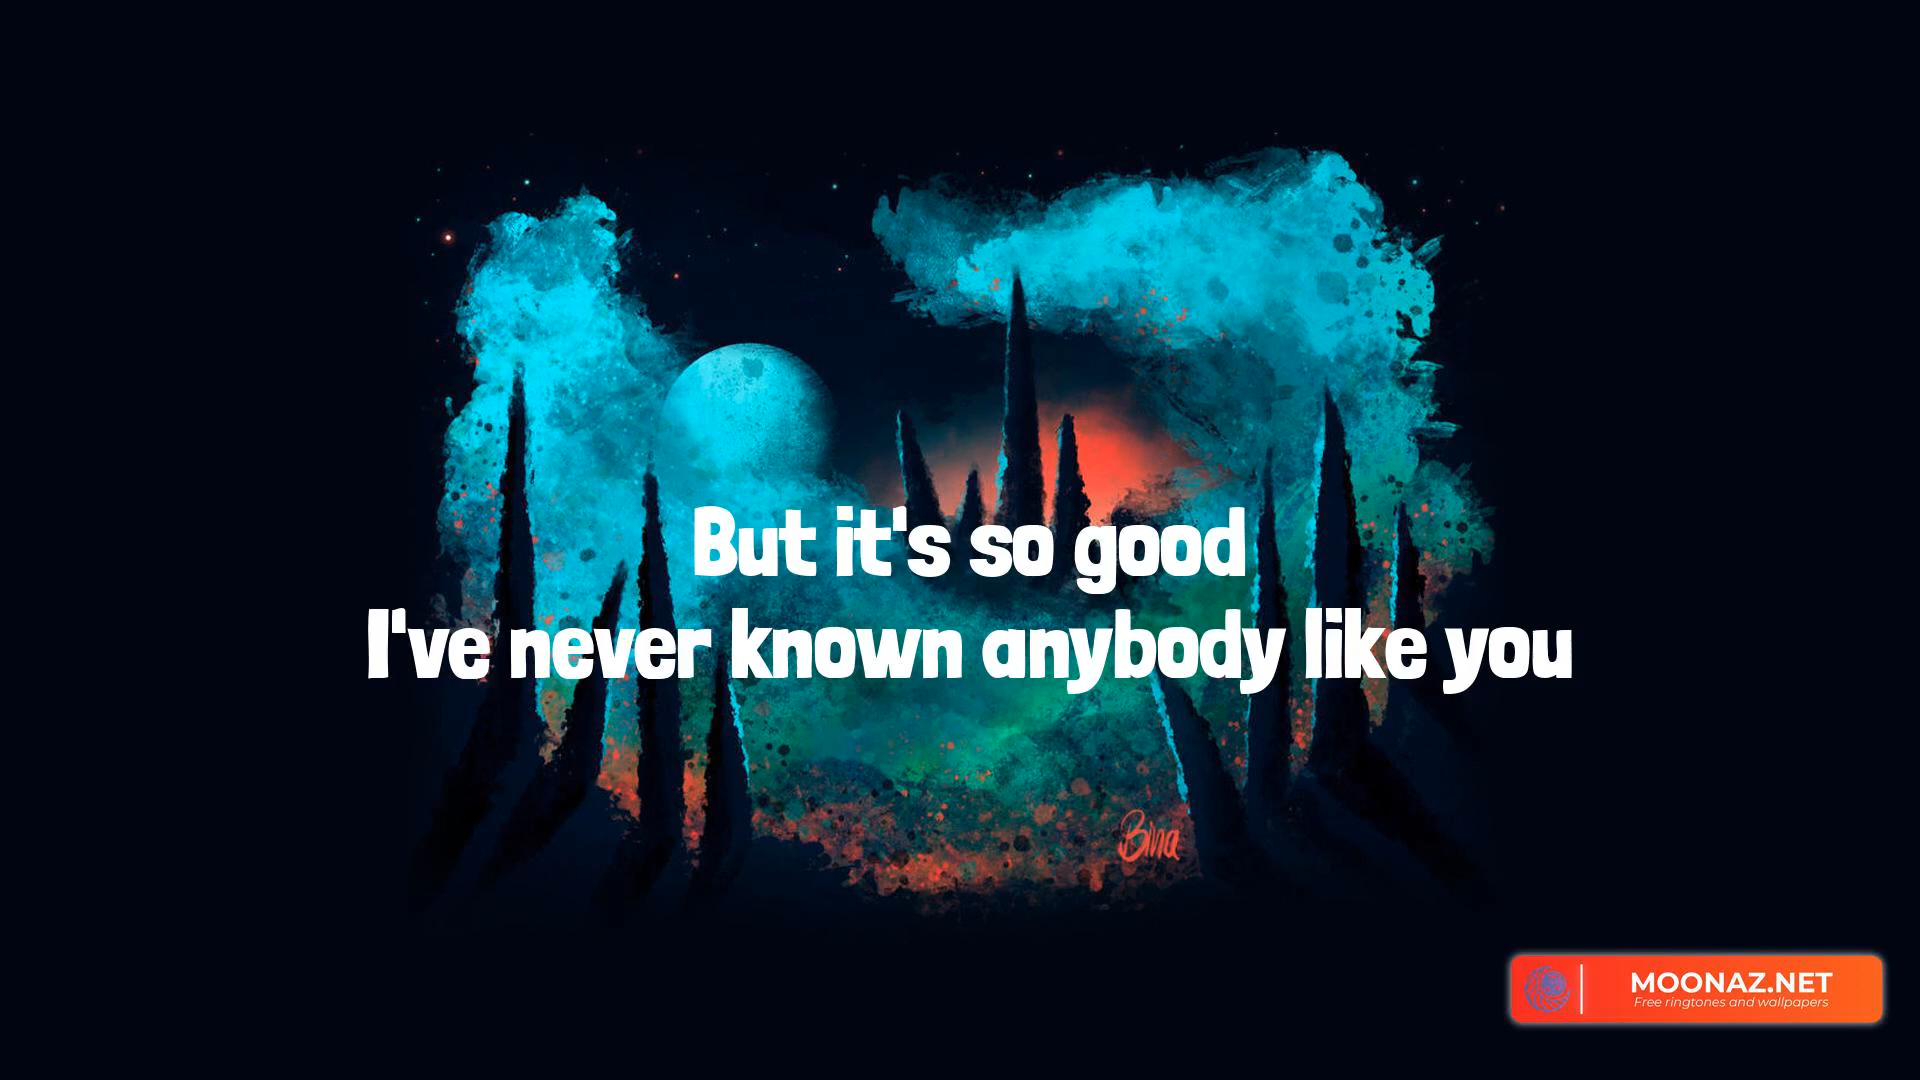 But it's so good
I've never known anybody like you
Bina
MOONAZ.NET
Free ringtones and wallpapers